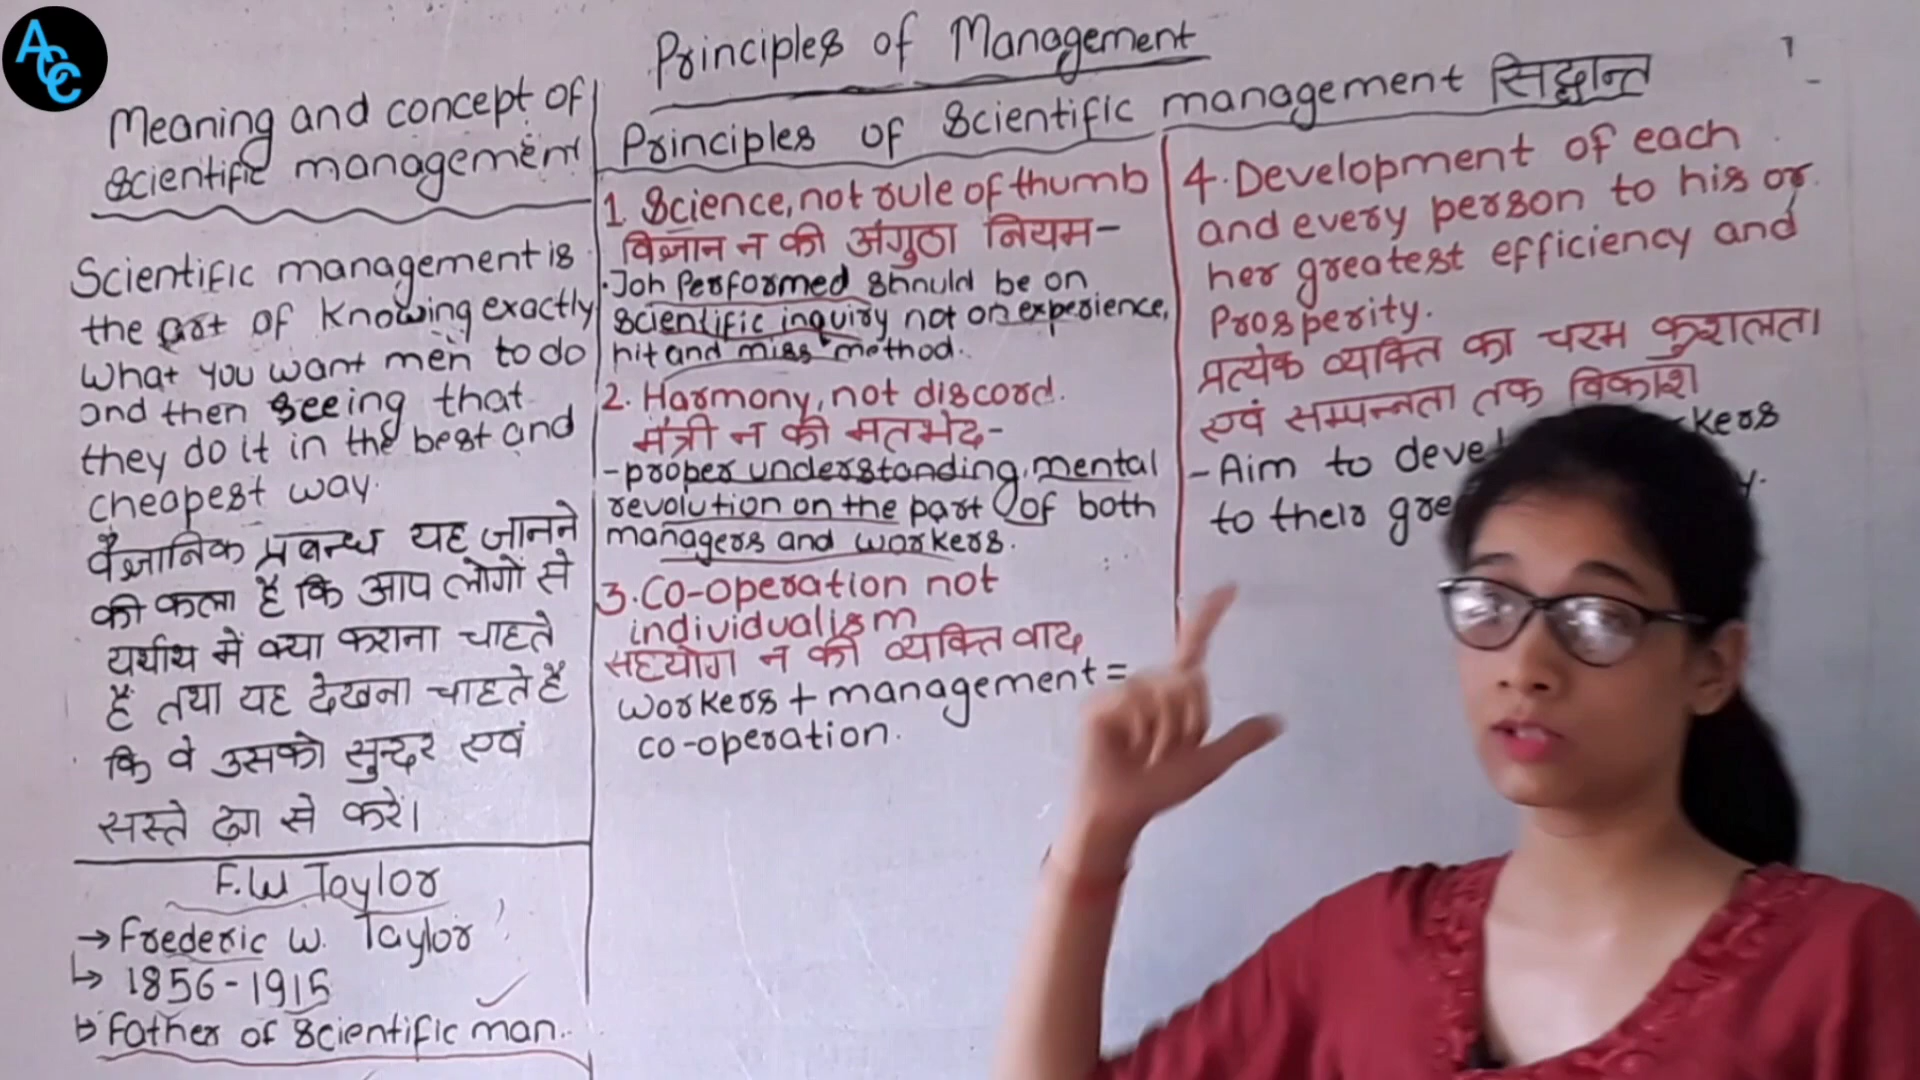 ACC
Principles of Management
Meaning and concept of
scientific management
Scientific management is
the art of knowing exactly
what you want men to do
and then seeing that
they do it in the best and
cheapest way.
वैज्ञानिक प्रबन्ध यह जानने
की कला है कि आप लोगों से
यर्थाथ में क्या कराना चाहते
हैं तथा यह देखना चाहते हैं
कि वे उसको सुन्दर एवं
सस्ते ढग से करें।
F.W Taylor
→ Frederic W. Taylor
↳ 1856-1915
↳ Father of Scientific man.
Principles of Scientific management सिद्धान्त
1. Science, not rule of thumb
विज्ञान न की अंगुठा नियम-
·Joh Performed should be on
scientific inquiry not on experience,
hit and miss method.
2. Harmony, not discord.
मैत्री न की मतभेद-
-proper understanding, mental
revolution on the part of both
managers and workers.
3. Co-operation not
individualism
सहयोग न की व्यक्तिवाद
workers + management =
co-operation.
4. Development of each
and every person to his or
her greatest efficiency and
Prosperity.
प्रत्येक व्यक्ति का चरम कुशलता
एवं सम्पन्नता तक विकाश
- Aim to
to their